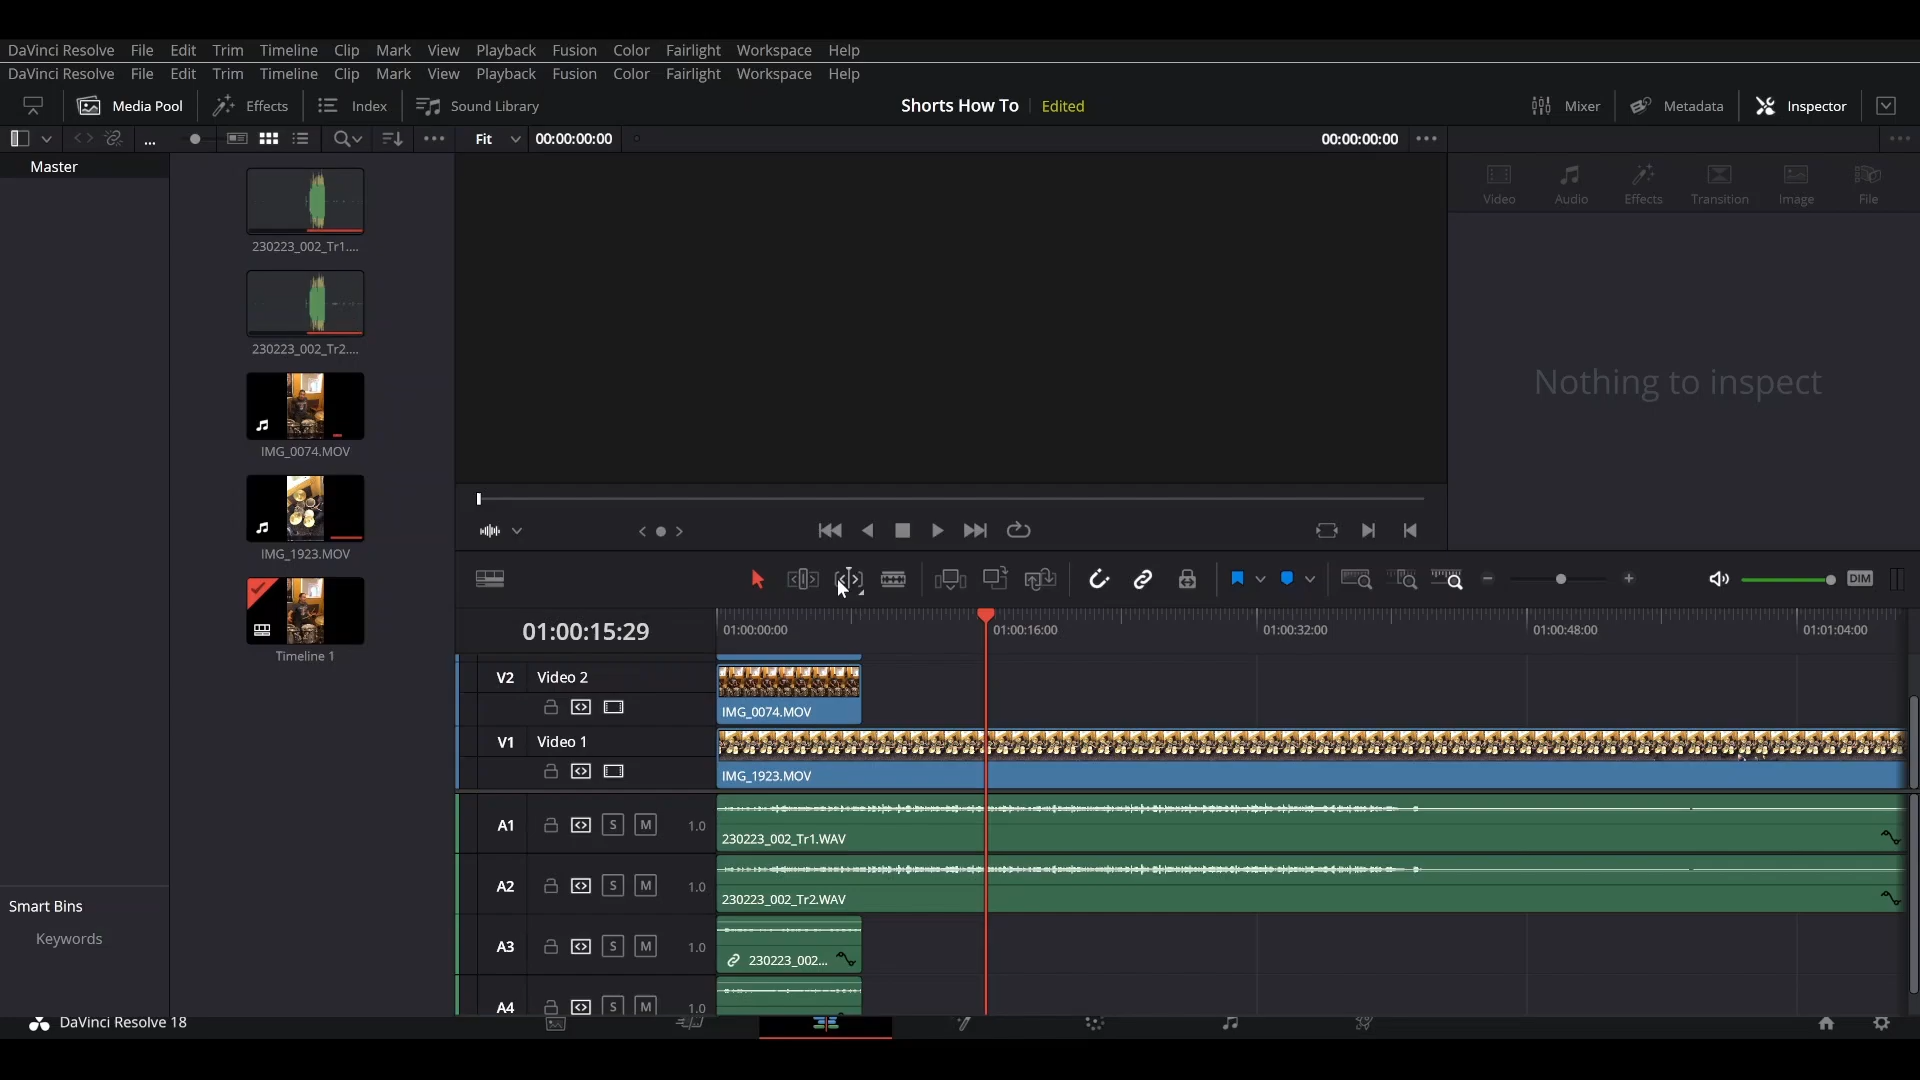 DaVinci Resolve File Edit Trim Timeline Clip Mark View Playback Fusion Color Fairlight Workspace Help
DaVinci Resolve File Edit Trim Timeline Clip Mark View Playback Fusion Color Fairlight Workspace Help
Media Pool Effects Index Sound Library Shorts How To Edited Mixer Metadata Inspector
... Fit 00:00:00:00 00:00:00:00
Master
Video Audio Effects Transition Image File
230223_002_Tr1....
230223_002_Tr2....
Nothing to inspect
IMG_0074.MOV
IMG_1923.MOV
DIM
01:00:15:29 01:00:00:00 01:00:16:00 01:00:32:00 01:00:48:00 01:01:04:00
Timeline 1
V2 Video 2
IMG_0074.MOV
V1 Video 1
IMG_1923.MOV
A1 S M 1.0
230223_002_Tr1.WAV
A2 S M 1.0
230223_002_Tr2.WAV
Smart Bins
Keywords
A3 S M 1.0
230223_002...
A4 S M 1.0
DaVinci Resolve 18